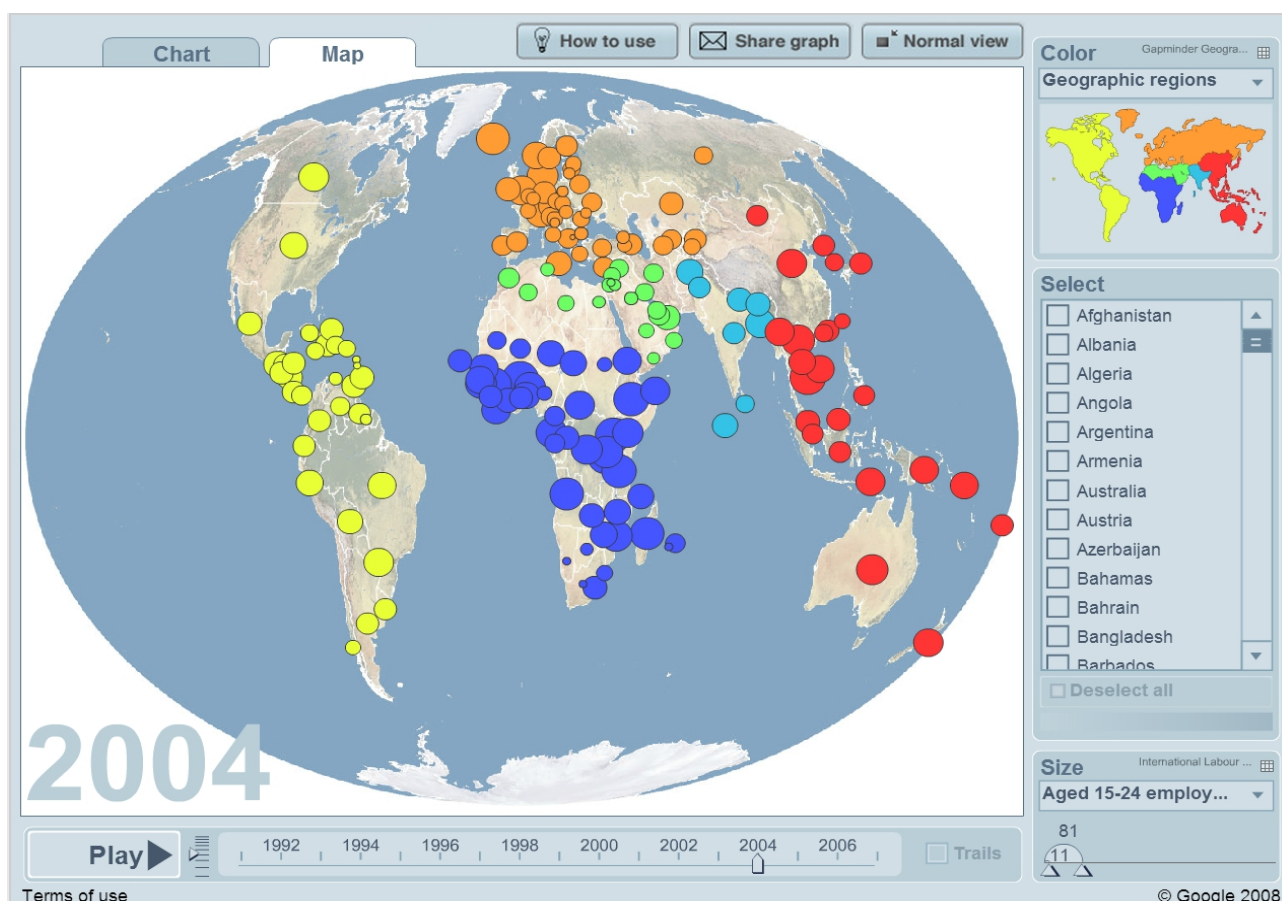 Chart
Map
How to use
Share graph
Normal view
Color
Gapminder Geogra...
Geographic regions
Select
Afghanistan
Albania
Algeria
Angola
Argentina
Armenia
Australia
Austria
Azerbaijan
Bahamas
Bahrain
Bangladesh
Barbados
Deselect all
2004
Size
International Labour ...
Aged 15-24 employ...
81
11
Play
1992 1994 1996 1998 2000 2002 2004 2006
Trails
Terms of use
© Google 2008